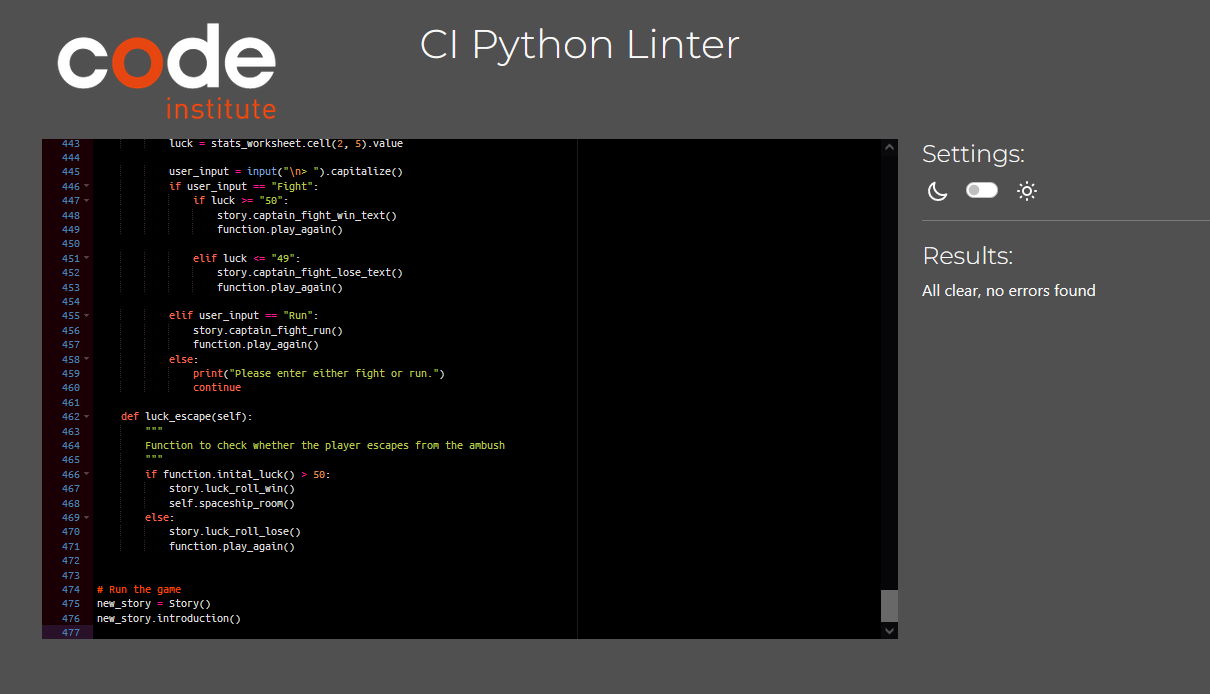 code
institute
CI Python Linter
443 luck = stats_worksheet.cell(2, 5).value
444
445 user_input = input("\n> ").capitalize()
446 if user_input == "Fight":
447 if luck >= "50":
448 story.captain_fight_win_text()
449 function.play_again()
450
451 elif luck <= "49":
452 story.captain_fight_lose_text()
453 function.play_again()
454
455 elif user_input == "Run":
456 story.captain_fight_run()
457 function.play_again()
458 else:
459 print("Please enter either fight or run.")
460 continue
461
462 def luck_escape(self):
463 """
464 Function to check whether the player escapes from the ambush
465 """
466 if function.inital_luck() > 50:
467 story.luck_roll_win()
468 self.spaceship_room()
469 else:
470 story.luck_roll_lose()
471 function.play_again()
472
473
474 # Run the game
475 new_story = Story()
476 new_story.introduction()
477
Settings:
Results:
All clear, no errors found